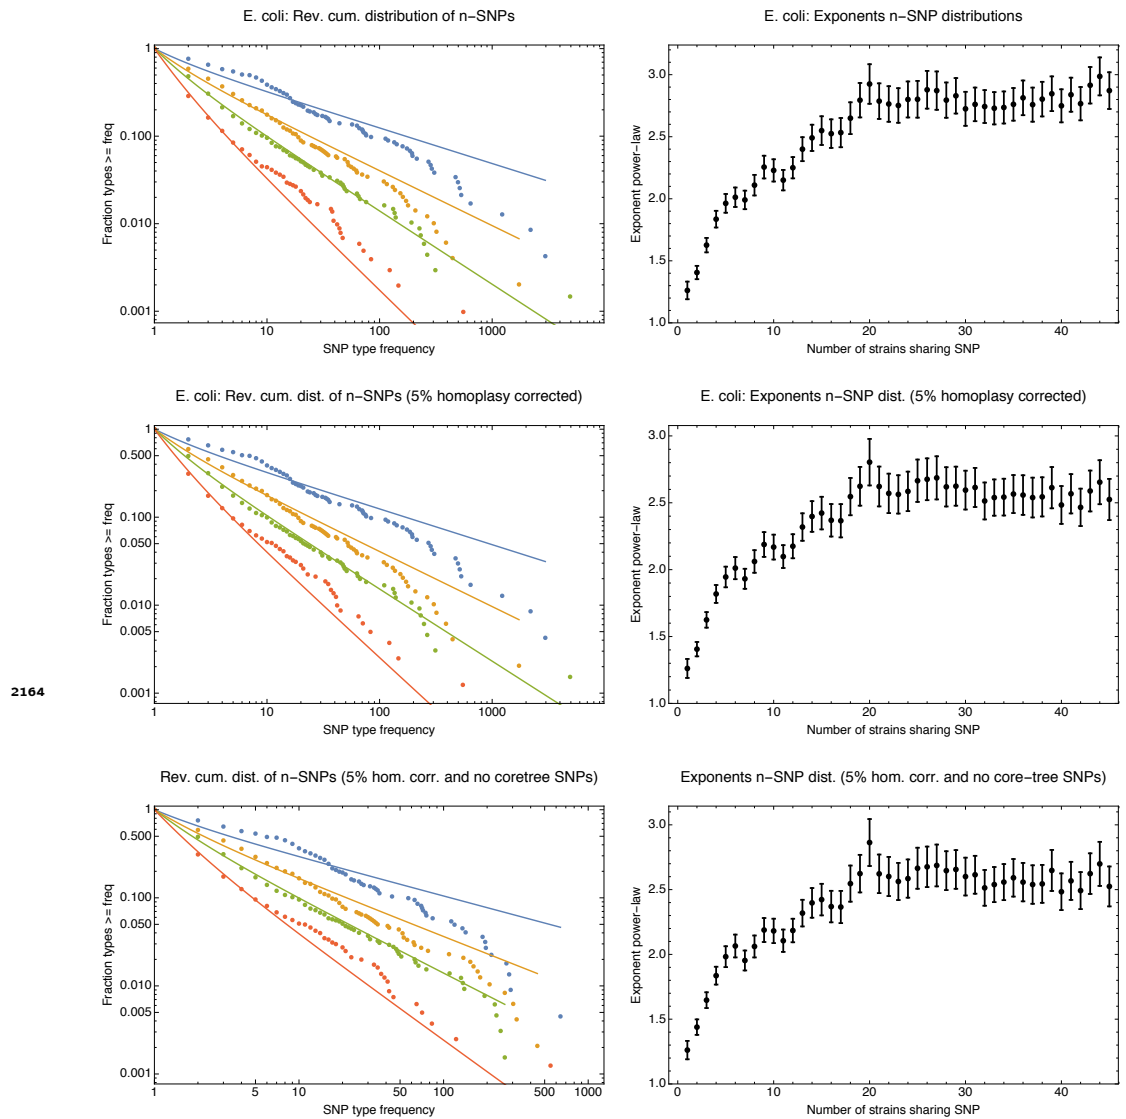 E. coli: Rev. cum. distribution of n−SNPs
1
0.100
0.010
0.001
Fraction types >= freq
1 10 100 1000
SNP type frequency
E. coli: Exponents n−SNP distributions
3.0
2.5
2.0
1.5
1.0
Exponent power−law
0 10 20 30 40
Number of strains sharing SNP
E. coli: Rev. cum. dist. of n−SNPs (5% homoplasy corrected)
1
0.500
0.100
0.050
0.010
0.005
0.001
Fraction types >= freq
1 10 100 1000
SNP type frequency
E. coli: Exponents n−SNP dist. (5% homoplasy corrected)
3.0
2.5
2.0
1.5
1.0
Exponent power−law
0 10 20 30 40
Number of strains sharing SNP
2164
Rev. cum. dist. of n−SNPs (5% hom. corr. and no coretree SNPs)
1
0.500
0.100
0.050
0.010
0.005
0.001
Fraction types >= freq
1 5 10 50 100 500 1000
SNP type frequency
Exponents n−SNP dist. (5% hom. corr. and no core−tree SNPs)
3.0
2.5
2.0
1.5
1.0
Exponent power−law
0 10 20 30 40
Number of strains sharing SNP